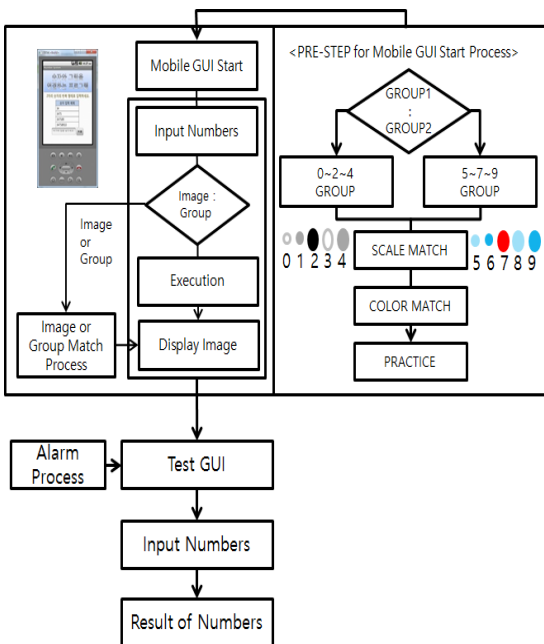 Mobile GUI Start
Input Numbers
Image :
Group
Image
or
Group
Execution
Image or
Group Match
Process
Display Image
<PRE-STEP for Mobile GUI Start Process>
GROUP1
:
GROUP2
0~2~4
GROUP
5~7~9
GROUP
SCALE MATCH
0 1 2 3 4
5 6 7 8 9
COLOR MATCH
PRACTICE
Alarm
Process
Test GUI
Input Numbers
Result of Numbers